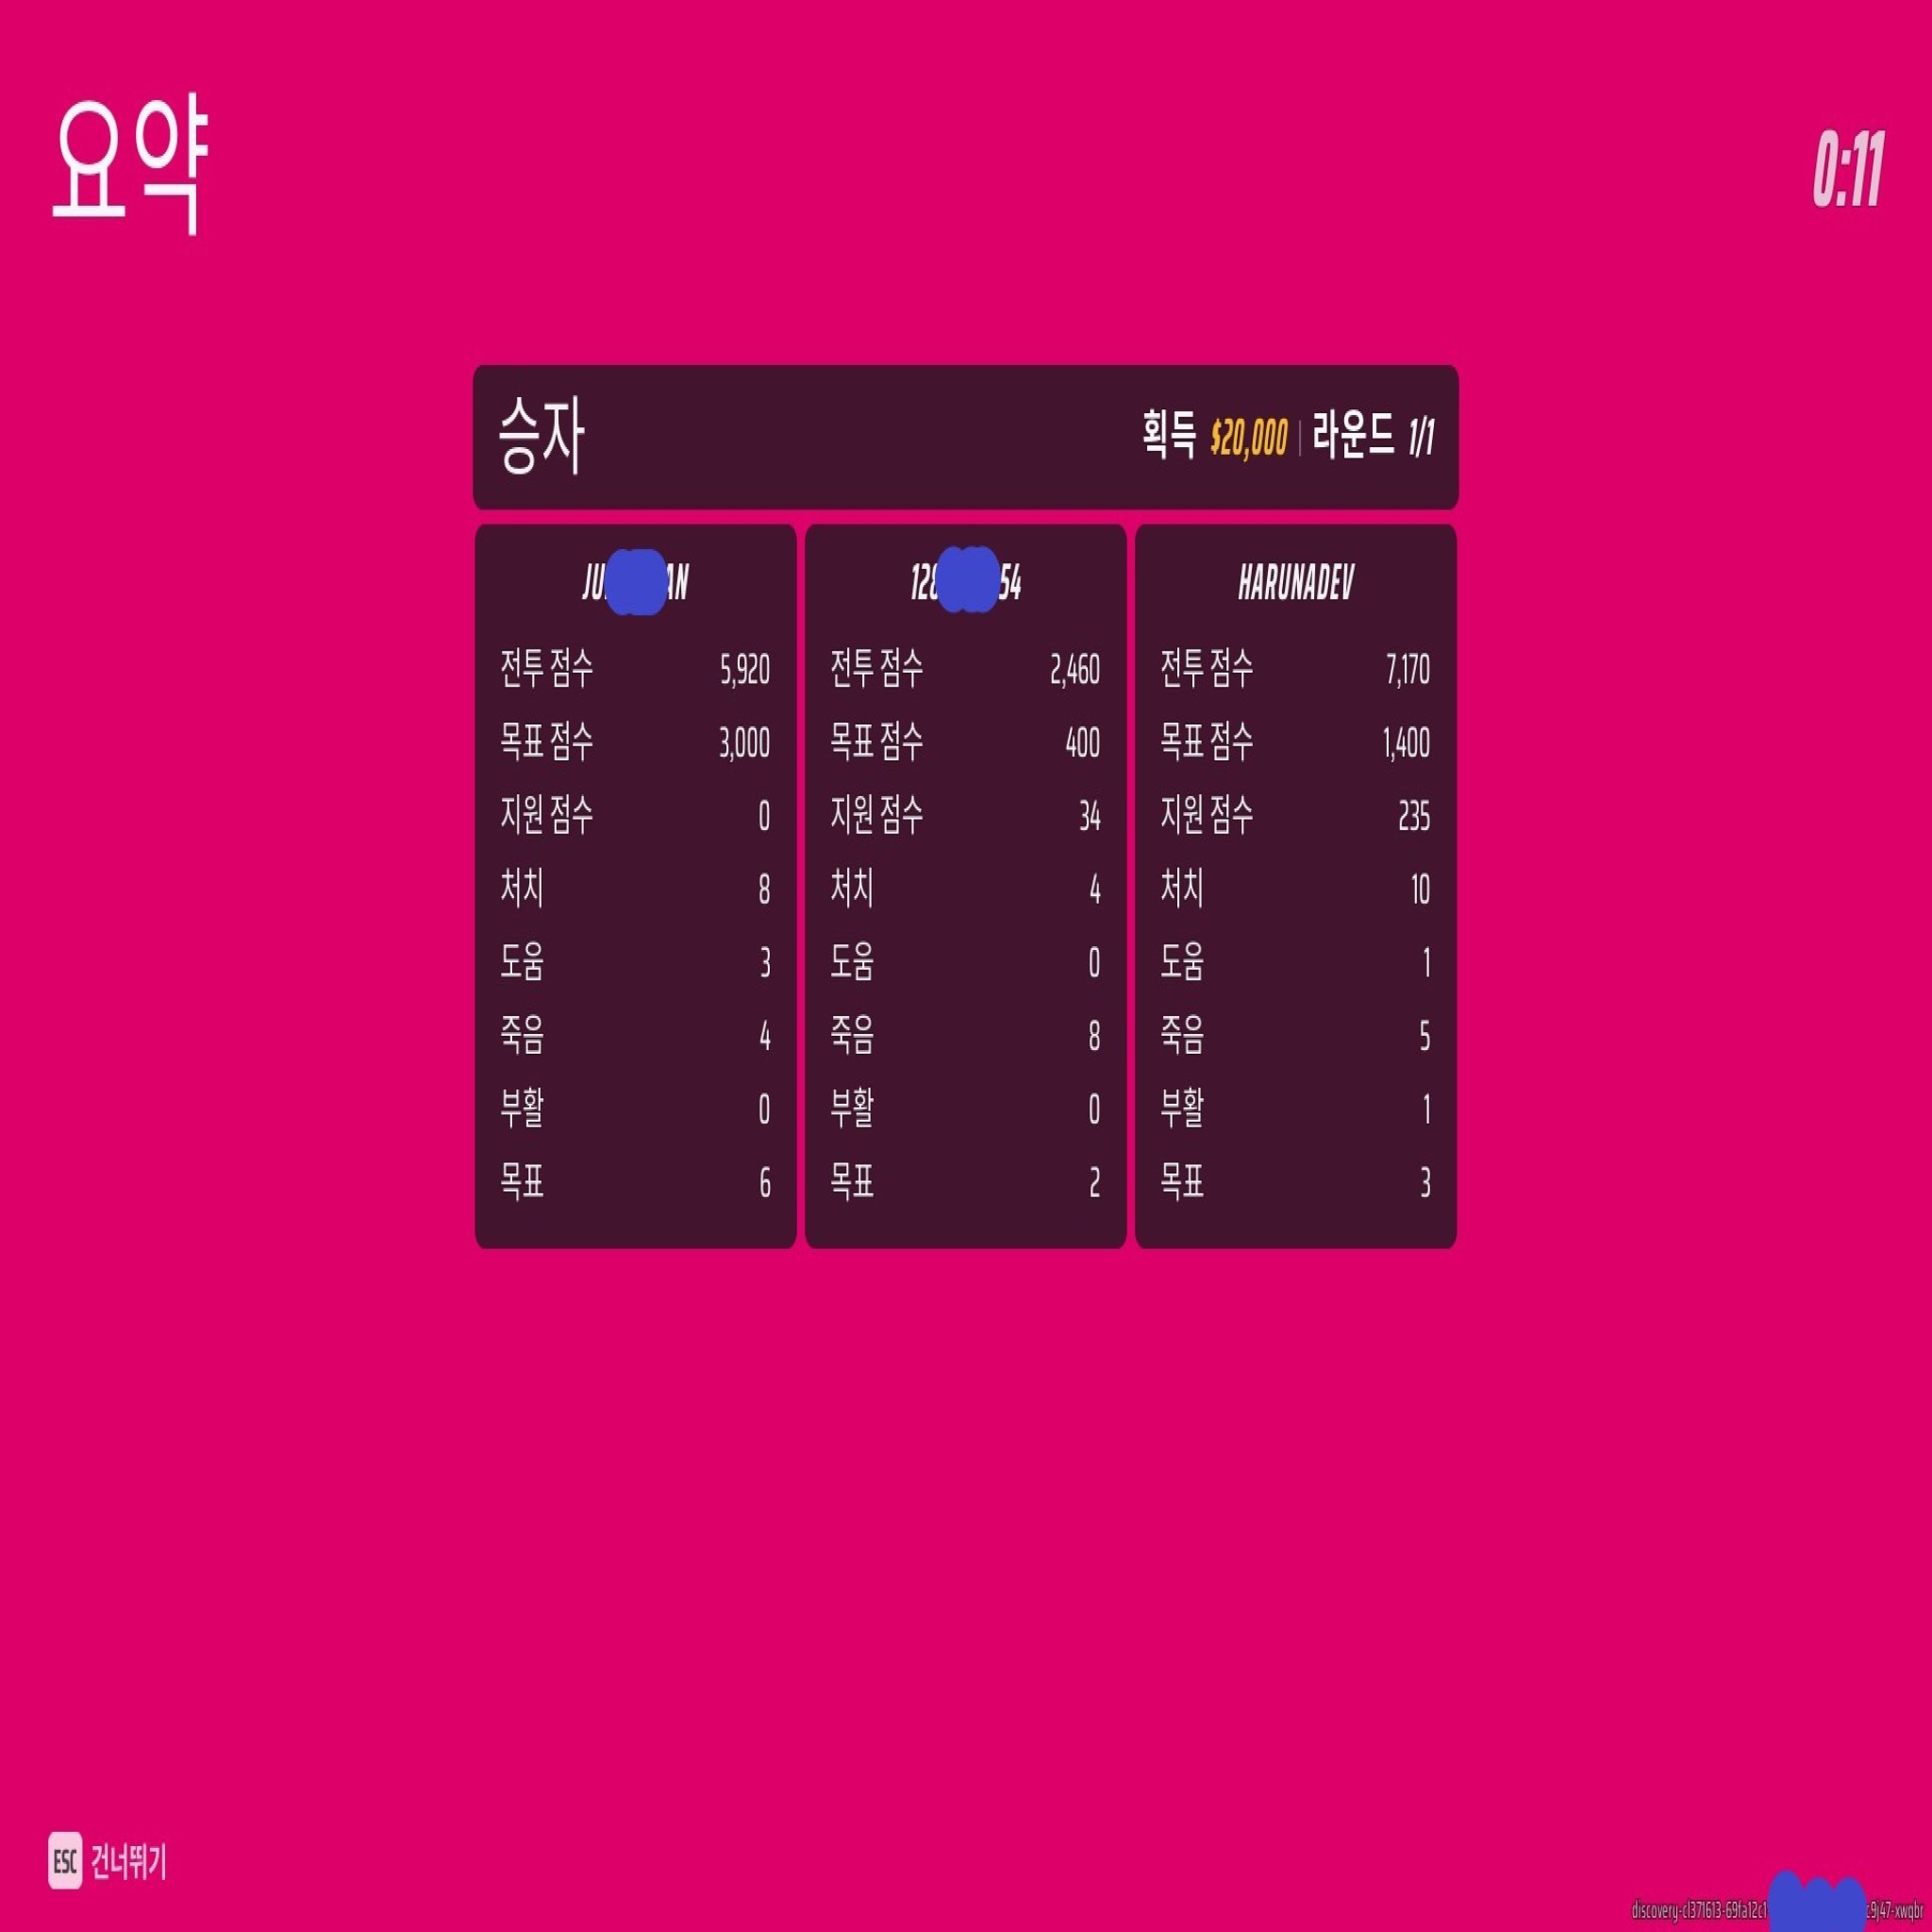 요약
0:11
승자
획득 $20,000 | 라운드 1/1
HARUNADEV
전투 점수 5,920
목표 점수 3,000
지원 점수 0
처치 8
도움 3
죽음 4
부활 0
목표 6
전투 점수 2,460
목표 점수 400
지원 점수 34
처치 4
도움 0
죽음 8
부활 0
목표 2
전투 점수 7,170
목표 점수 1,400
지원 점수 235
처치 10
도움 1
죽음 5
부활 1
목표 3
ESC 건너뛰기